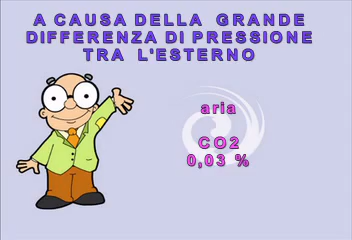 A CAUSA DELLA GRANDE
DIFFERENZA DI PRESSIONE
TRA L'ESTERNO
aria
CO2
0,03 %